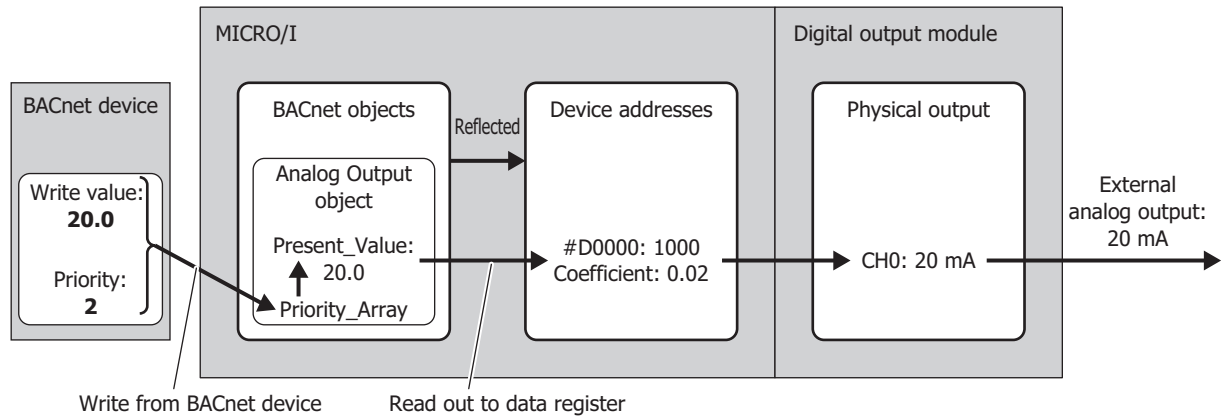 MICRO/I
Digital output module
BACnet device
Write value:
20.0
Priority:
2
BACnet objects
Reflected
Analog Output
object
Present_Value:
20.0
Priority_Array
Device addresses
#D0000: 1000
Coefficient: 0.02
Physical output
CH0: 20 mA
External
analog output:
20 mA
Write from BACnet device
Read out to data register